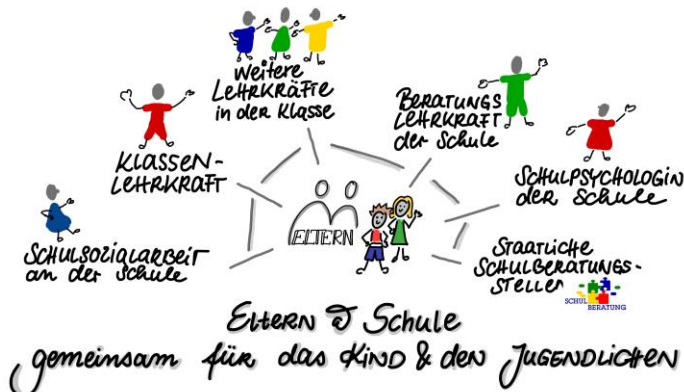 Weitere
Lehrkräfte
in der Klasse
Beratungs
Lehrkraft
der Schule
Klassen-
Lehrkraft
Schulpsychologin
der Schule
Eltern
Schulsozialarbeit
an der Schule
Staatliche
Schulberatungs-
stellen
SCHUL
BERATUNG
Eltern & Schule
gemeinsam für das Kind & den Jugendlichen